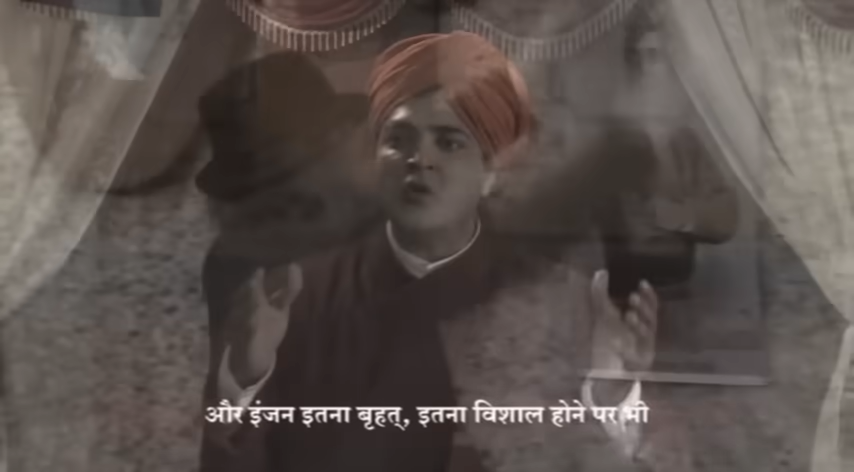 और इंजन इतना बृहत्, इतना विशाल होने पर भी